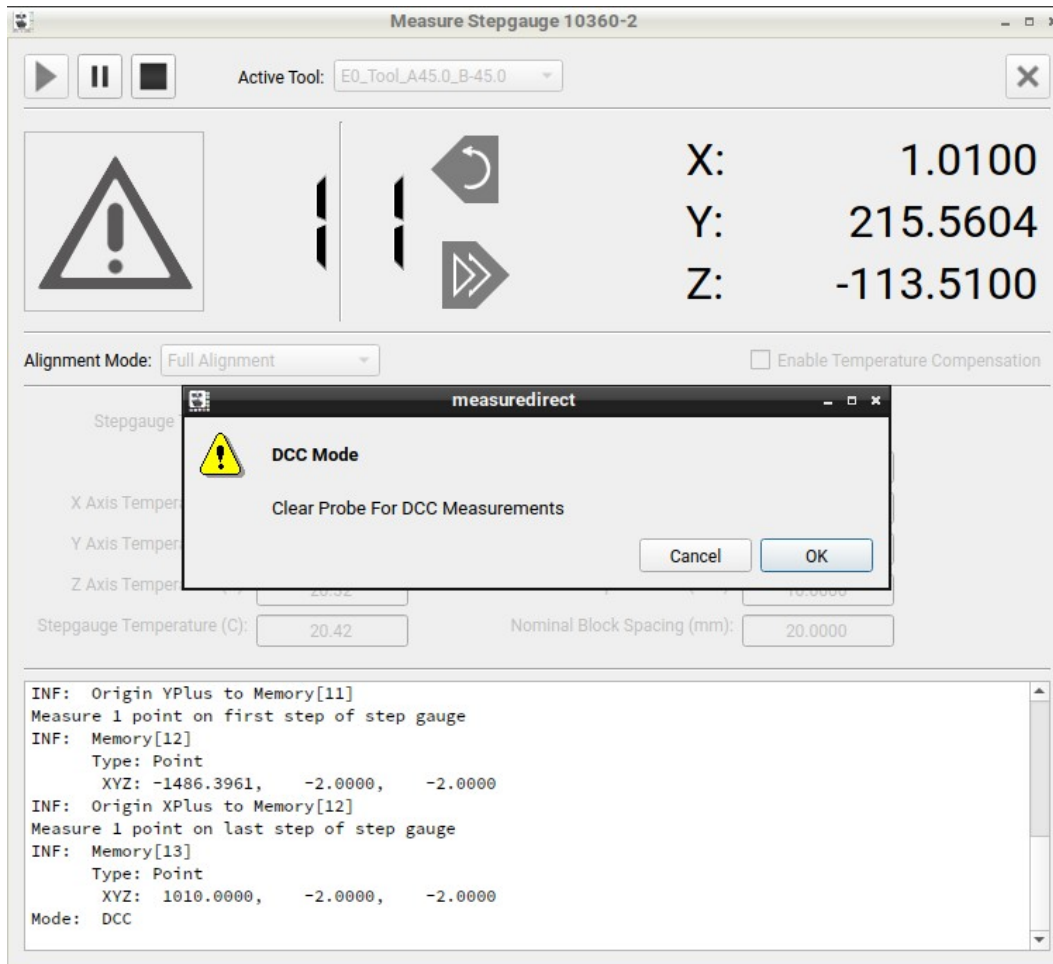 Measure Stepgauge 10360-2
Active Tool: E0_Tool_A45.0_B-45.0
11
X: 1.0100
Y: 215.5604
Z: -113.5100
Alignment Mode: Full Alignment Enable Temperature Compensation
measuredirect
Stepgauge
DCC Mode
Clear Probe For DCC Measurements
X Axis
Y Axis
Cancel OK
Z Axis
Stepgauge Temperature (C): 20.42 Nominal Block Spacing (mm): 20.0000
INF: Origin YPlus to Memory[11]
Measure 1 point on first step of step gauge
INF: Memory[12]
Type: Point
XYZ: -1486.3961, -2.0000, -2.0000
INF: Origin XPlus to Memory[12]
Measure 1 point on last step of step gauge
INF: Memory[13]
Type: Point
XYZ: 1010.0000, -2.0000, -2.0000
Mode: DCC